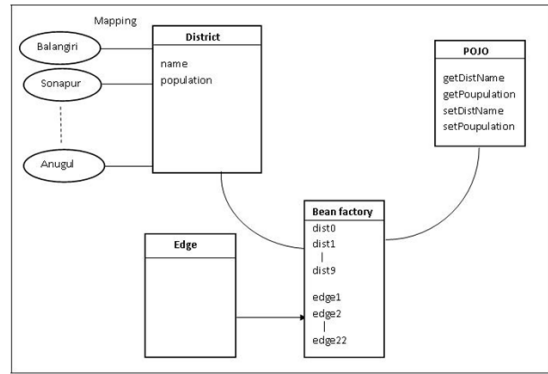 Mapping
Balangiri
Sonapur
Anugul
District
name
population
POJO
getDistName
getPoupulation
setDistName
setPoupulation
Edge
Bean factory
dist0
dist1
dist9
edge1
edge2
edge22